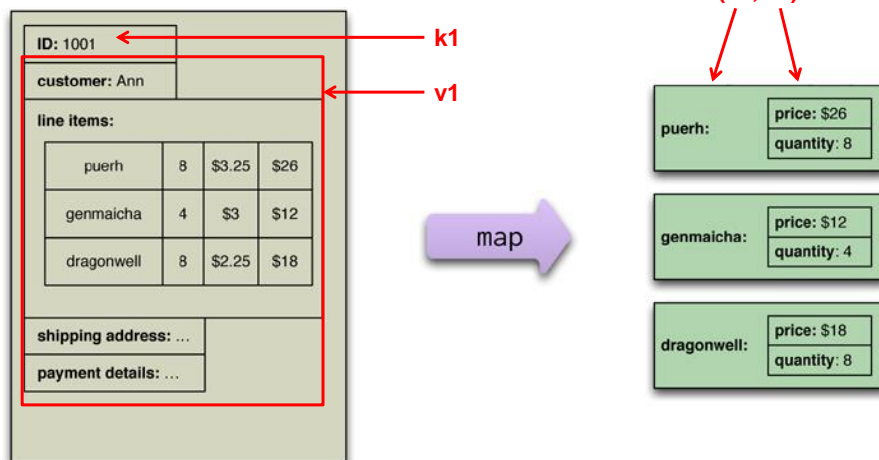 ID: 1001
k1
customer: Ann
v1
line items:
puerh 8 $3.25 $26
genmaicha 4 $3 $12
dragonwell 8 $2.25 $18
shipping address: ...
payment details: ...
map
puerh:
price: $26
quantity: 8
genmaicha:
price: $12
quantity: 4
dragonwell:
price: $18
quantity: 8